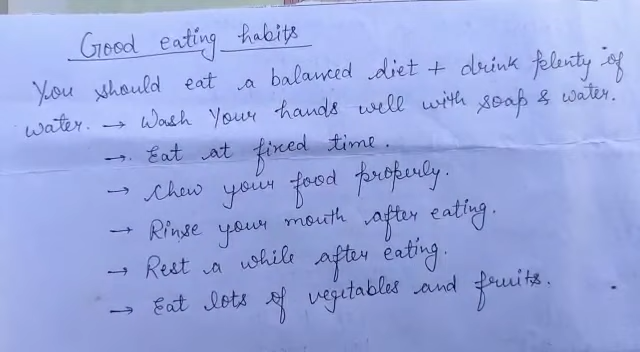 Good eating habits
You should eat a balanced diet + drink plenty of
water. → Wash your hands well with soap & water.
→ Eat at fixed time.
→ Chew your food properly.
→ Rinse your mouth after eating.
→ Rest a while after eating.
→ Eat lots of vegetables and fruits.